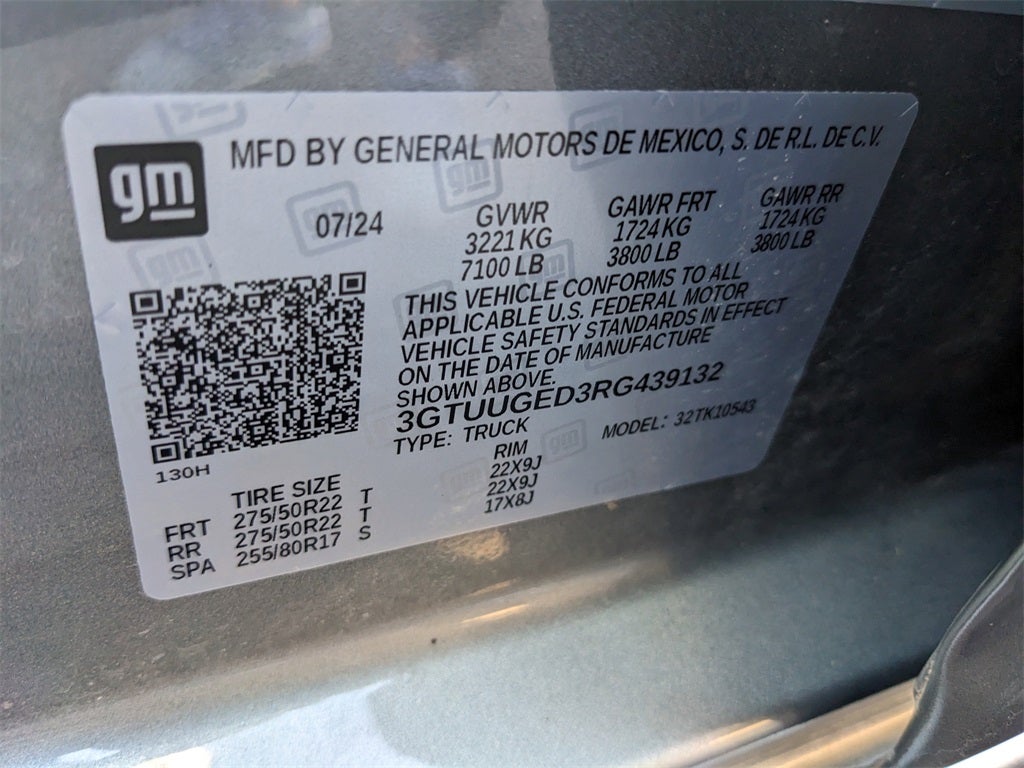 gm
MFD BY GENERAL MOTORS DE MEXICO, S. DE R.L. DE C.V.
07/24 GVWR GAWR FRT GAWR RR
3221 KG 1724 KG 1724 KG
7100 LB 3800 LB 3800 LB
THIS VEHICLE CONFORMS TO ALL
APPLICABLE U.S. FEDERAL MOTOR
VEHICLE SAFETY STANDARDS IN EFFECT
ON THE DATE OF MANUFACTURE
SHOWN ABOVE.
3GTUUGED3RG439132
TYPE: TRUCK MODEL: 32TK10543
130H
TIRE SIZE RIM
FRT 275/50R22 T 22X9J
RR 275/50R22 T 22X9J
SPA 255/80R17 S 17X8J